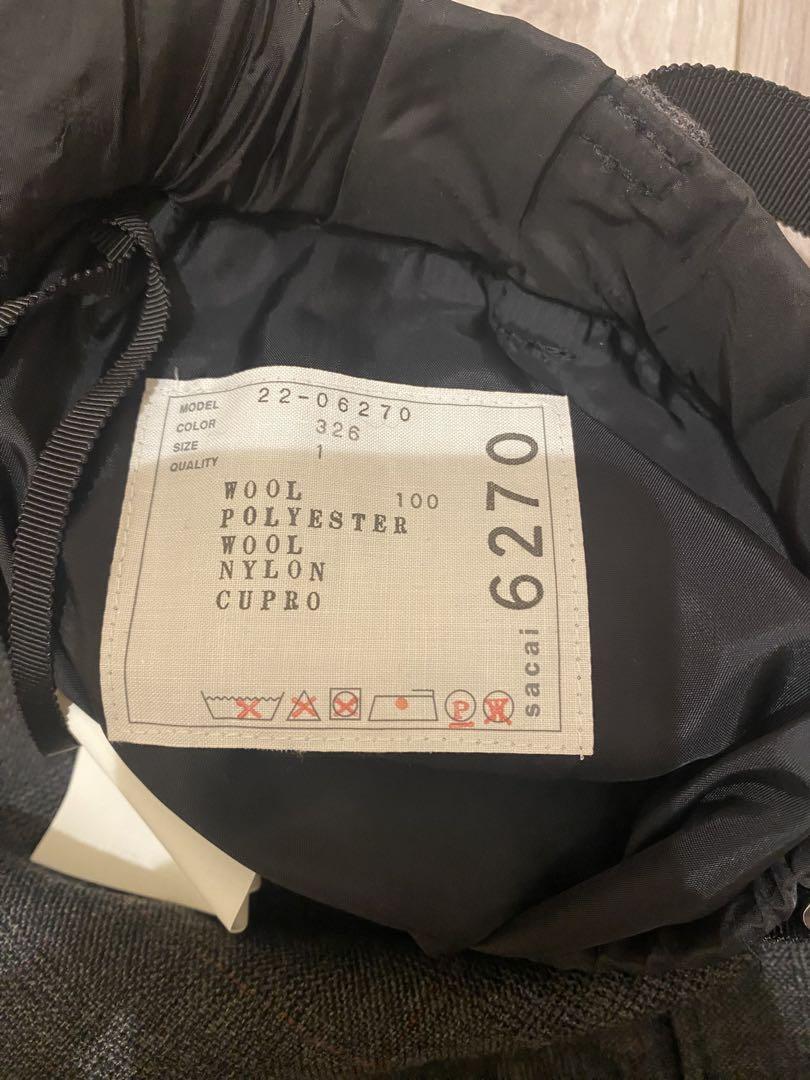 MODEL 22-06270
COLOR 326
SIZE 1
QUALITY
WOOL 100
POLYESTER
WOOL
NYLON
CUPRO
P W
sacai 6270